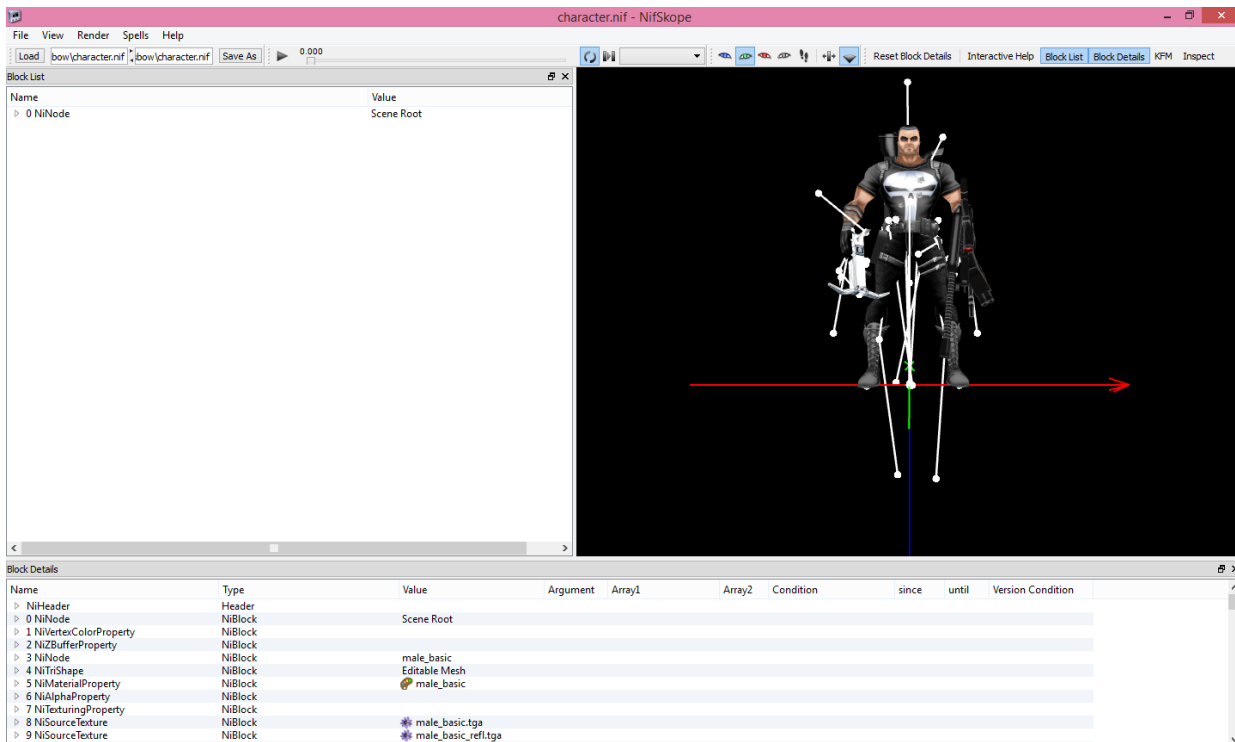 character.nif - NifSkope
File View Render Spells Help
Load bow\character.nif bow\character.nif Save As 0.000 Reset Block Details Interactive Help Block List Block Details KFM Inspect
Block List
Name Value
0 NiNode Scene Root
Block Details
Name Type Value Argument Array1 Array2 Condition since until Version Condition
NiHeader Header
0 NiNode NiBlock Scene Root
1 NiVertexColorProperty NiBlock
2 NiZBufferProperty NiBlock
3 NiNode NiBlock male_basic
4 NiTriShape NiBlock Editable Mesh
5 NiMaterialProperty NiBlock male_basic
6 NiAlphaProperty NiBlock
7 NiTexturingProperty NiBlock
8 NiSourceTexture NiBlock male_basic.tga
9 NiSourceTexture NiBlock male_basic_refl.tga